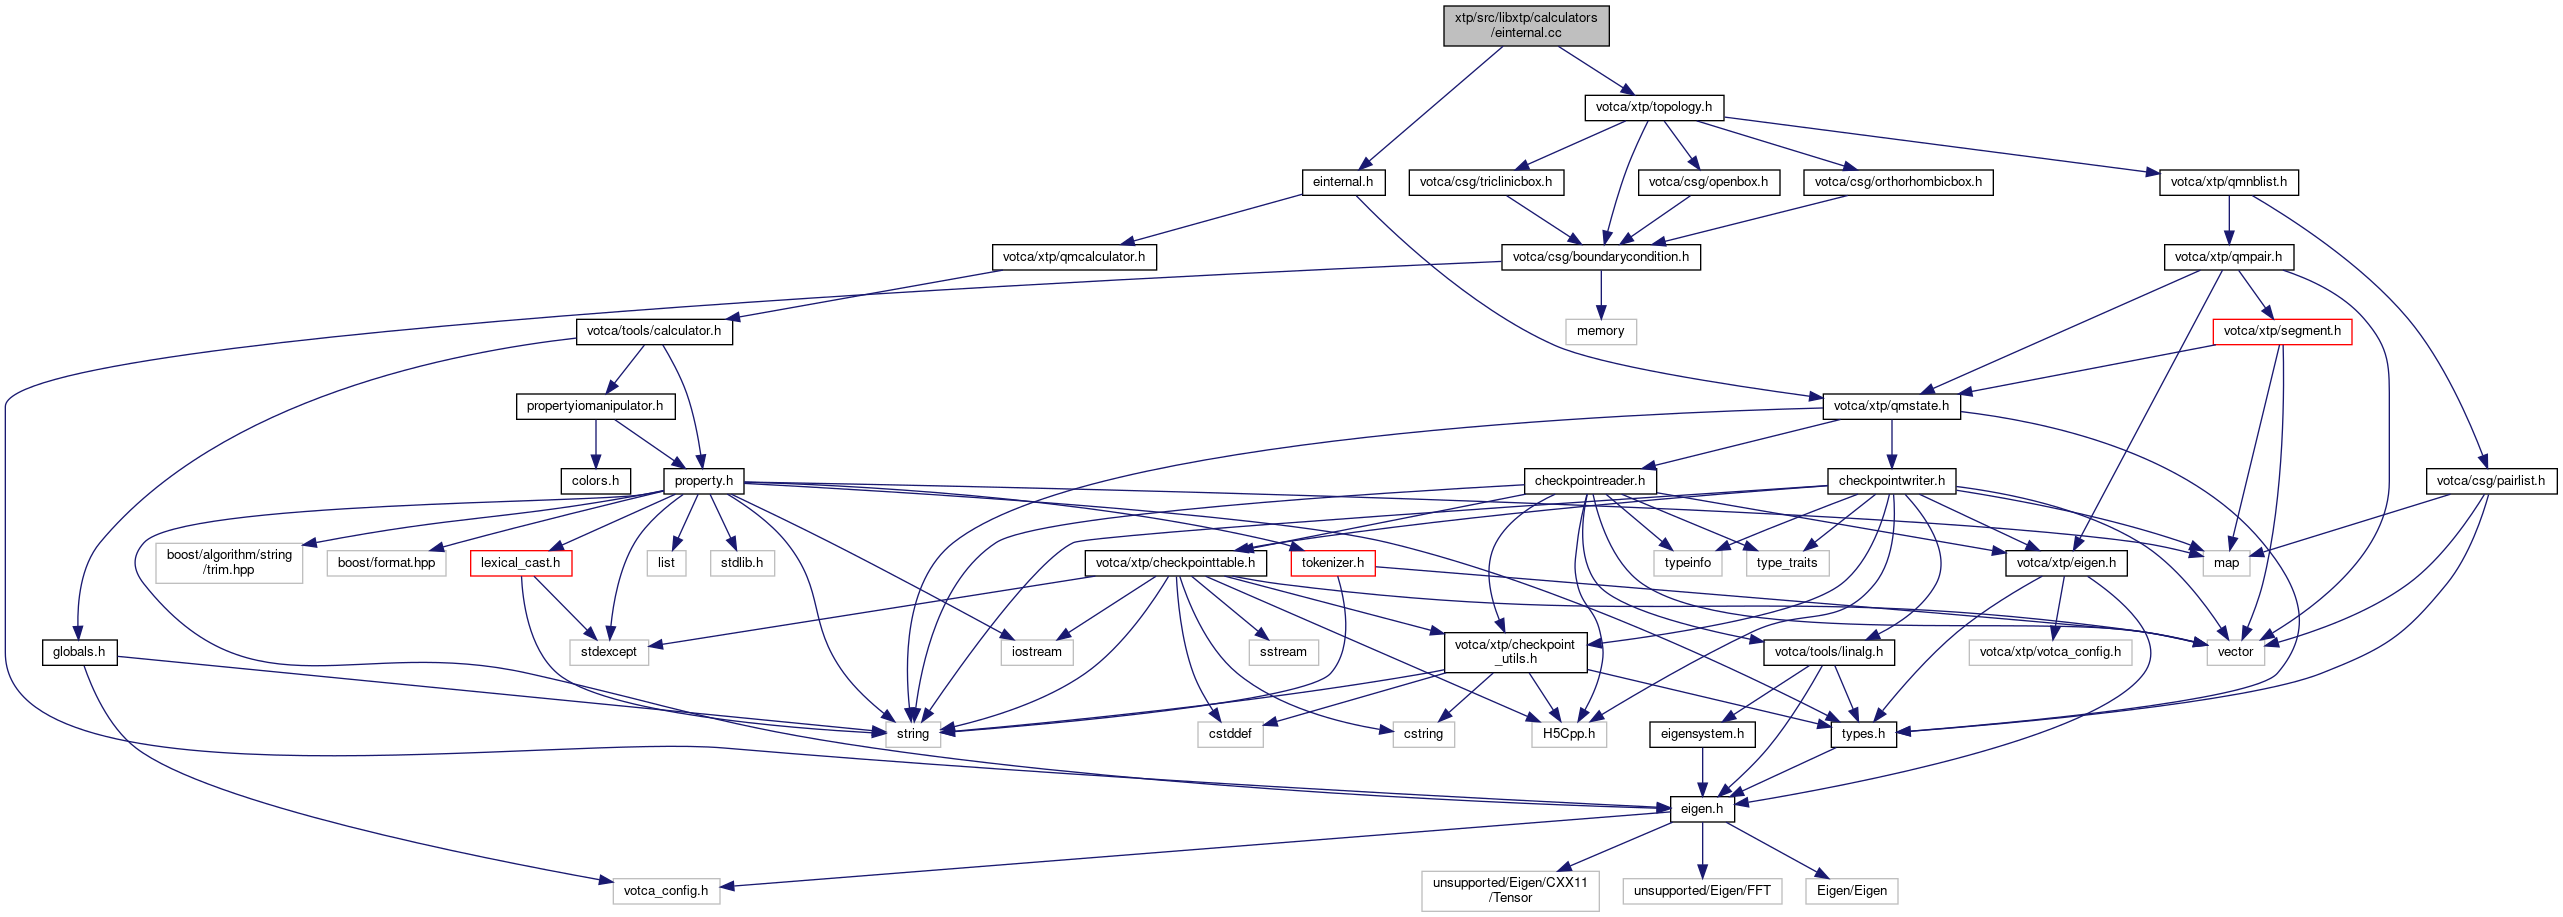 xtp/src/libxtp/calculators
/einternal.cc
votca/xtp/topology.h
einternal.h
votca/csg/triclinicbox.h
votca/csg/openbox.h
votca/csg/orthorhombicbox.h
votca/xtp/qmnblist.h
votca/xtp/qmcalculator.h
votca/csg/boundarycondition.h
votca/xtp/qmpair.h
votca/tools/calculator.h
memory
votca/xtp/segment.h
propertyiomanipulator.h
votca/xtp/qmstate.h
colors.h
property.h
checkpointreader.h
checkpointwriter.h
votca/csg/pairlist.h
boost/algorithm/string
/trim.hpp
boost/format.hpp
lexical_cast.h
list
stdlib.h
votca/xtp/checkpointtable.h
tokenizer.h
typeinfo
type_traits
votca/xtp/eigen.h
map
globals.h
stdexcept
iostream
sstream
votca/xtp/checkpoint
_utils.h
votca/tools/linalg.h
votca/xtp/votca_config.h
vector
string
cstddef
cstring
H5Cpp.h
eigensystem.h
types.h
eigen.h
votca_config.h
unsupported/Eigen/CXX11
/Tensor
unsupported/Eigen/FFT
Eigen/Eigen